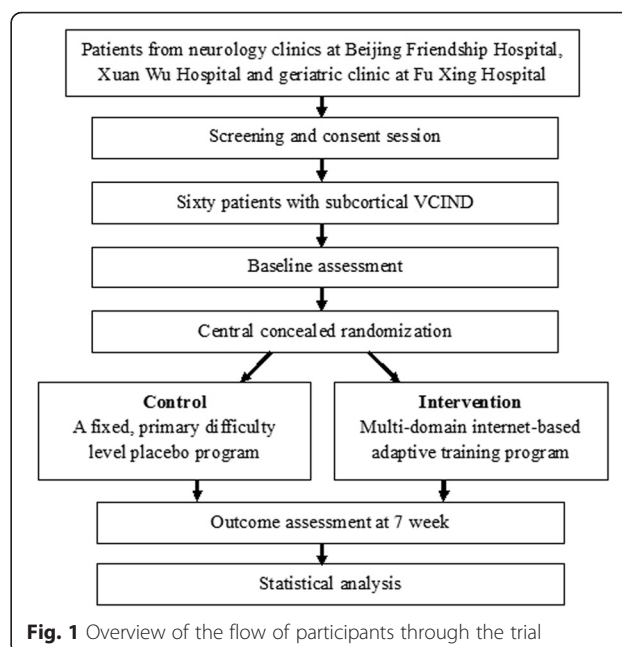 Patients from neurology clinics at Beijing Friendship Hospital,
Xuan Wu Hospital and geriatric clinic at Fu Xing Hospital
Screening and consent session
Sixty patients with subcortical VCIND
Baseline assessment
Central concealed randomization
Control
A fixed, primary difficulty
level placebo program
Intervention
Multi-domain internet-based
adaptive training program
Outcome assessment at 7 week
Statistical analysis
Fig. 1 Overview of the flow of participants through the trial